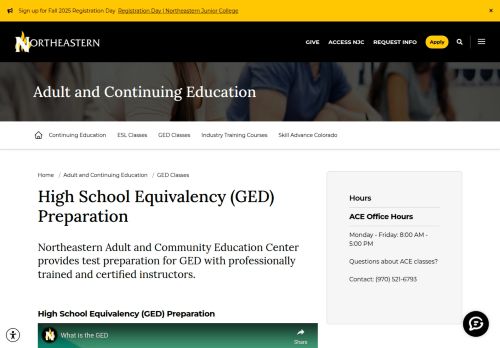 Sign up for Fall 2025 Registration Day Registration Day | Northeastern Junior College ×
NORTHEASTERN
GIVE ACCESS NJC REQUEST INFO Apply
Adult and Continuing Education
Continuing Education ESL Classes GED Classes Industry Training Courses Skill Advance Colorado
Home / Adult and Continuing Education / GED Classes
High School Equivalency (GED)
Preparation
Northeastern Adult and Community Education Center
provides test preparation for GED with professionally
trained and certified instructors.
High School Equivalency (GED) Preparation
What is the GED
Share
Hours
ACE Office Hours
Monday - Friday: 8:00 AM -
5:00 PM
Questions about ACE classes?
Contact: (970) 521-6793